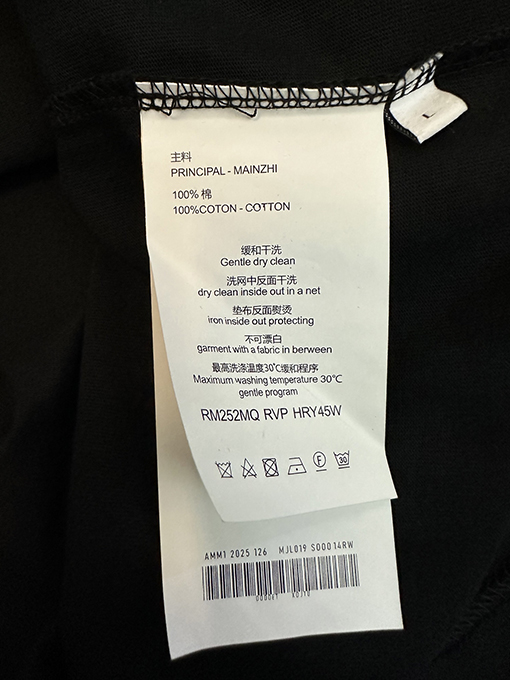 L
主料
PRINCIPAL - MAINZHI
100% 棉
100%COTON - COTTON
缓和干洗
Gentle dry clean
洗网中反面干洗
dry clean inside out in a net
垫布反面熨烫
iron inside out protecting
不可漂白
garment with a fabric in berween
最高洗涤温度30℃缓和程序
Maximum washing temperature 30℃
gentle program
RM252MQ RVP HRY45W
F
30
AMM1 2025 126 MJL019 S00014RW